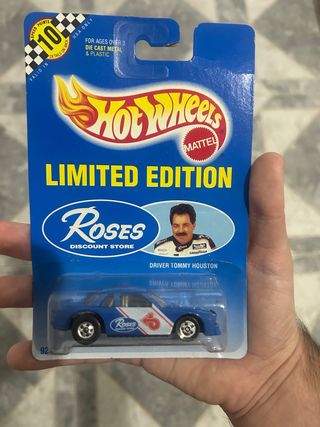 10
FOR AGES OVER 3
DIE CAST METAL
& PLASTIC
HOT WHEELS
MATTEL
LIMITED EDITION
ROSES
DISCOUNT STORE
DRIVER TOMMY HOUSTON
ROSES
92